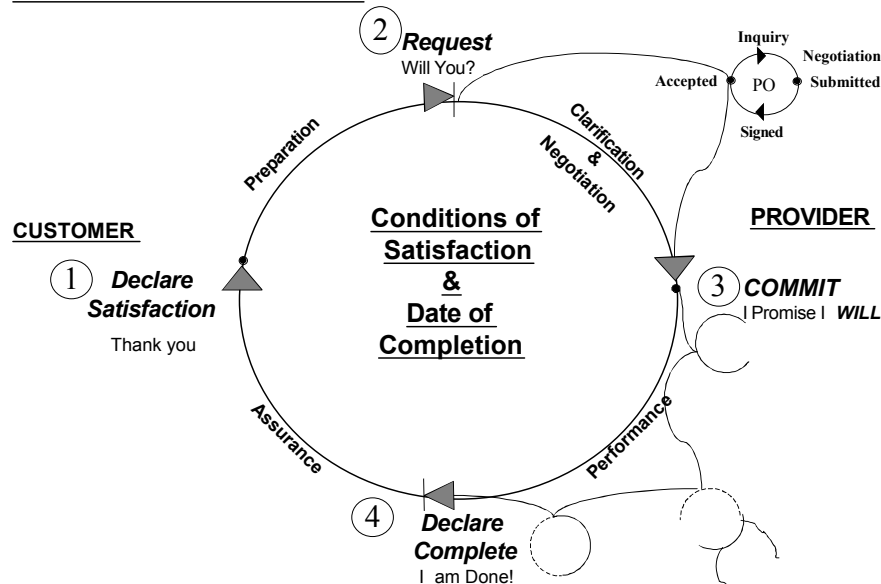 2
Request
Will You?
Inquiry
Negotiation
Accepted
PO
Submitted
Signed
Preparation
Clarification
&
Negotiation
CUSTOMER
Conditions of
Satisfaction
&
Date of
Completion
PROVIDER
1
Declare
Satisfaction
Thank you
3
COMMIT
I Promise I WILL
Assurance
Performance
4
Declare
Complete
I am Done!